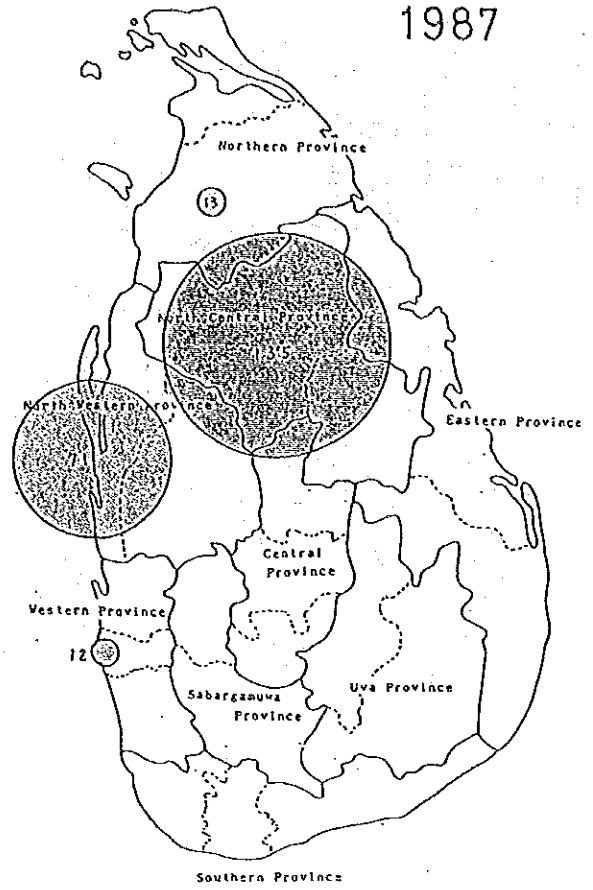 1987
Northern Province
13
North Central Province
135
North Western Province
Eastern Province
Central
Province
Western Province
12
Uva Province
Sabargamuwa
Province
Southern Province